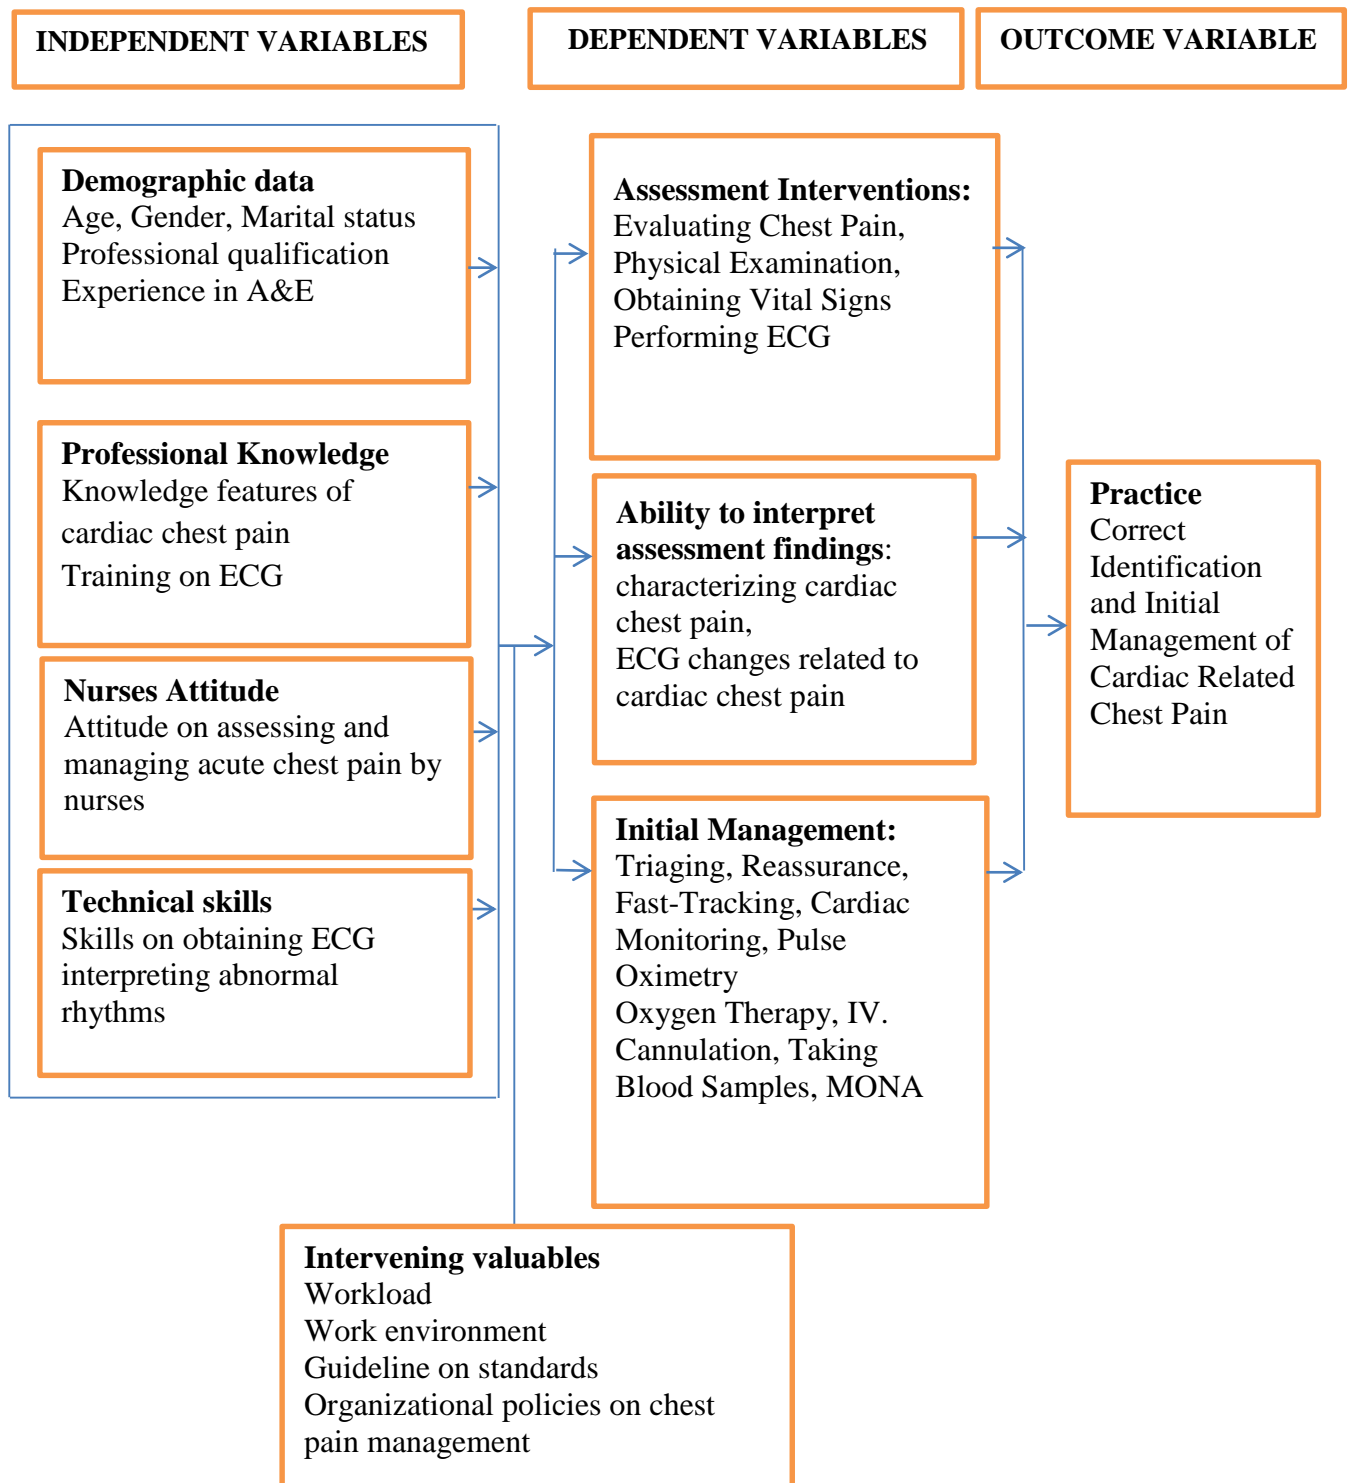 INDEPENDENT VARIABLES
DEPENDENT VARIABLES
OUTCOME VARIABLE
Demographic data
Age, Gender, Marital status
Professional qualification
Experience in A&E
Professional Knowledge
Knowledge features of
cardiac chest pain
Training on ECG
Nurses Attitude
Attitude on assessing and
managing acute chest pain by
nurses
Technical skills
Skills on obtaining ECG
interpreting abnormal
rhythms
Assessment Interventions:
Evaluating Chest Pain,
Physical Examination,
Obtaining Vital Signs
Performing ECG
Ability to interpret
assessment findings:
characterizing cardiac
chest pain,
ECG changes related to
cardiac chest pain
Initial Management:
Triaging, Reassurance,
Fast-Tracking, Cardiac
Monitoring, Pulse
Oximetry
Oxygen Therapy, IV.
Cannulation, Taking
Blood Samples, MONA
Practice
Correct
Identification
and Initial
Management of
Cardiac Related
Chest Pain
Intervening valuables
Workload
Work environment
Guideline on standards
Organizational policies on chest
pain management